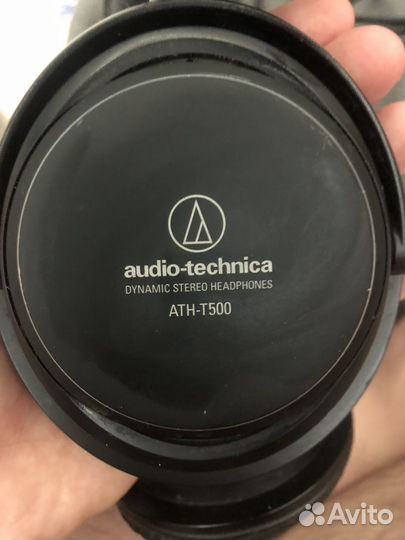 audio-technica
DYNAMIC STEREO HEADPHONES
ATH-T500
Avito